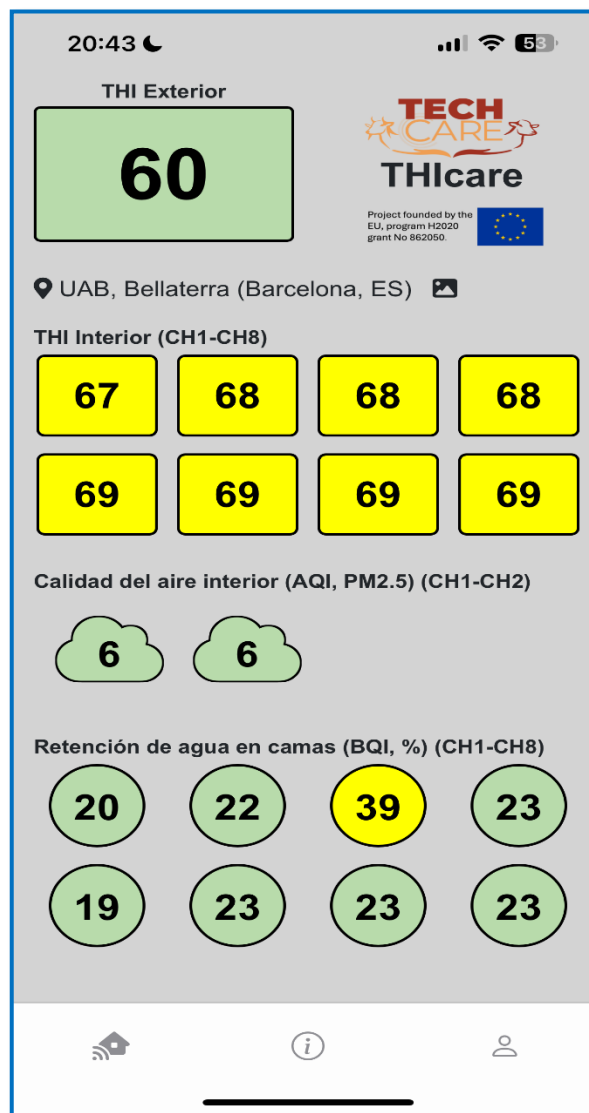 20:43
53
THI Exterior
60
TECH
CARE
THIcare
Project founded by the
EU, program H2020
grant No 862050.
UAB, Bellaterra (Barcelona, ES)
THI Interior (CH1-CH8)
67 68 68 68
69 69 69 69
Calidad del aire interior (AQI, PM2.5) (CH1-CH2)
6 6
Retención de agua en camas (BQI, %) (CH1-CH8)
20 22 39 23
19 23 23 23
i